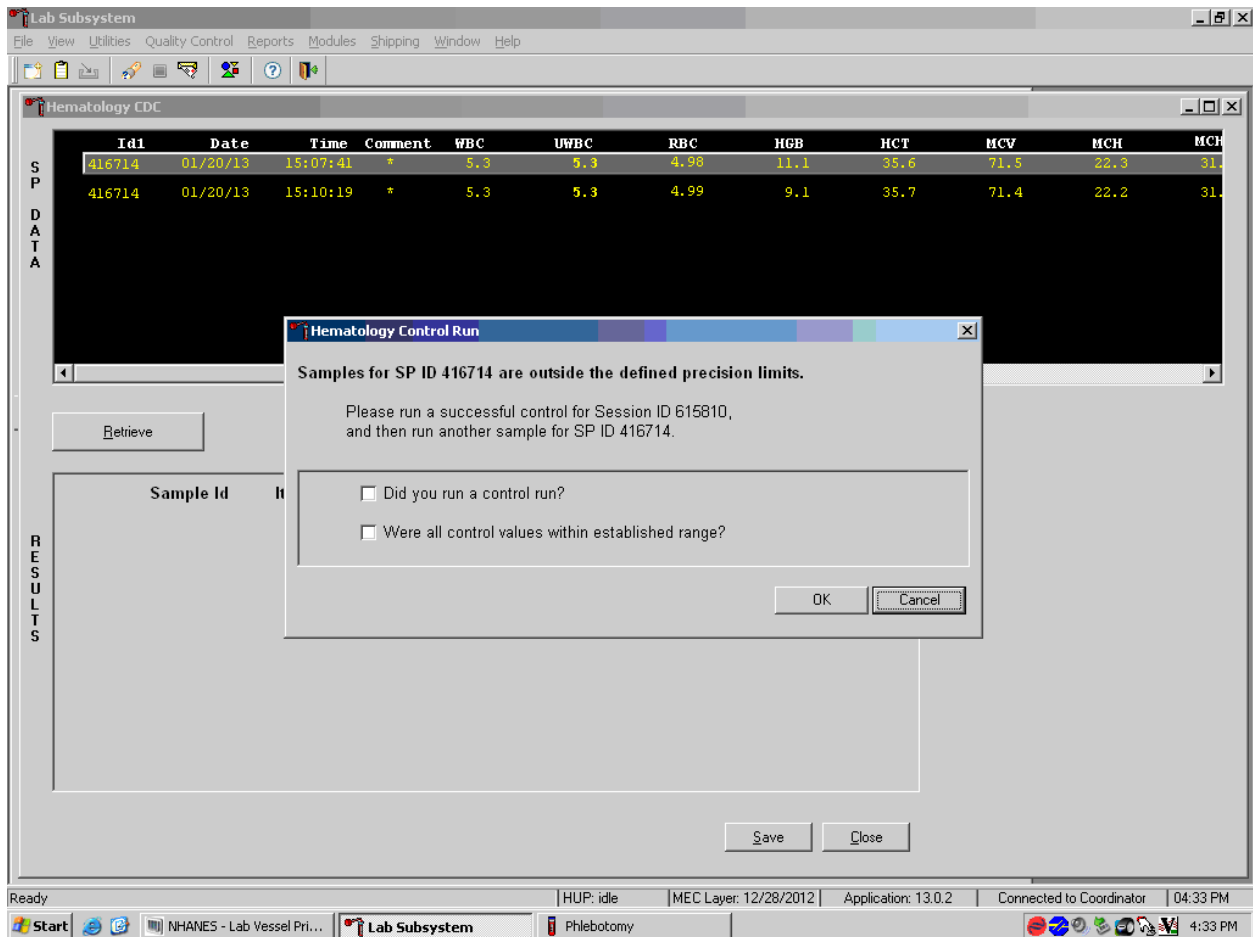 Lab Subsystem
File View Utilities Quality Control Reports Modules Shipping Window Help
Hematology CDC
SP DATA
Id1 Date Time Comment WBC UWBC RBC HGB HCT MCV MCH MCH
416714 01/20/13 15:07:41 * 5.3 5.3 4.98 11.1 35.6 71.5 22.3 31.
416714 01/20/13 15:10:19 * 5.3 5.3 4.99 9.1 35.7 71.4 22.2 31.
Hematology Control Run
Samples for SP ID 416714 are outside the defined precision limits.
Please run a successful control for Session ID 615810,
and then run another sample for SP ID 416714.
Retrieve
Did you run a control run?
Were all control values within established range?
OK Cancel
RESULTS
Sample Id It
Save Close
Ready HUP: idle MEC Layer: 12/28/2012 Application: 13.0.2 Connected to Coordinator 04:33 PM
Start NHANES - Lab Vessel Pri... Lab Subsystem Phlebotomy 4:33 PM